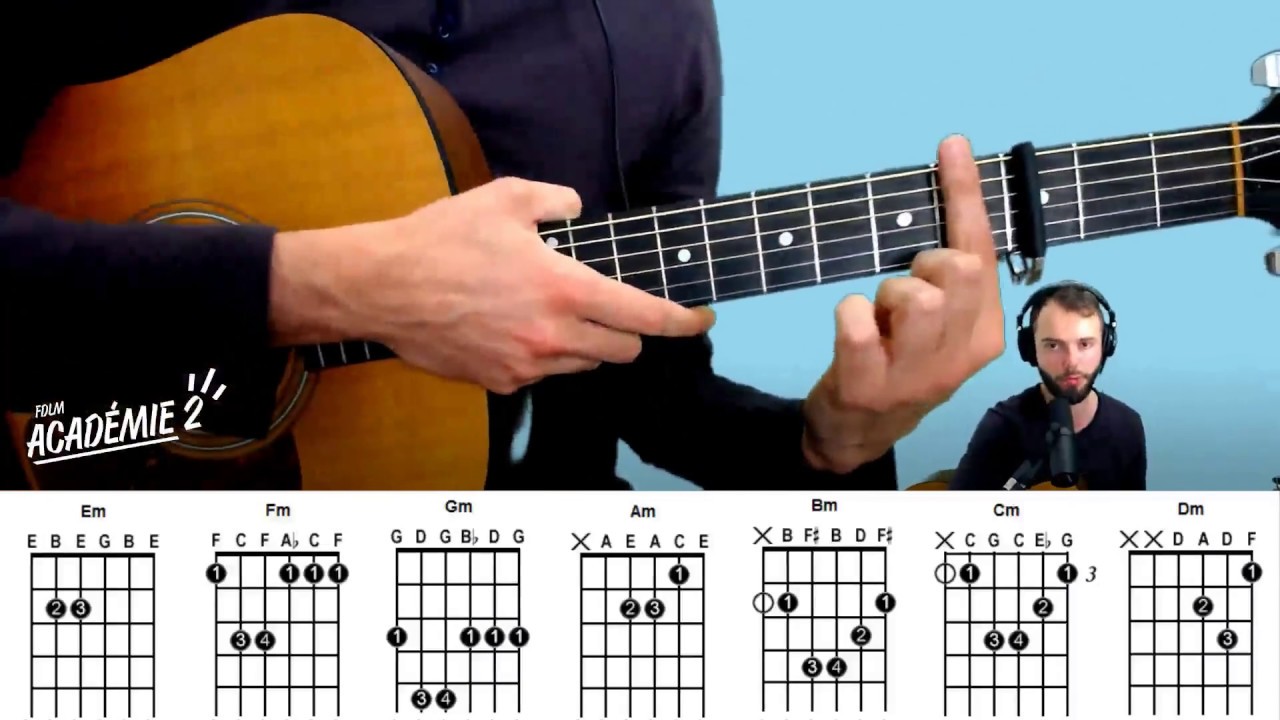 FDLM
ACADÉMIE 2
Em Fm Gm Am Bm Cm Dm
E B E G B E F C F A♭ C F G D G B♭ D G X A E A C E X B F♯ B D F♯ X C G C E♭ G X X D A D F
1 1 1 1 1 1 1 3 1
2 3 2 3 1 1 2 2
3 4 1 1 1 1 2 3 4 3
3 4
3 4